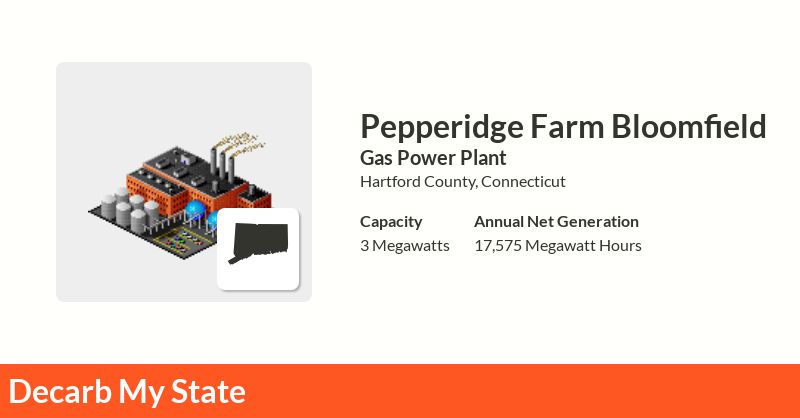 Pepperidge Farm Bloomfield
Gas Power Plant
Hartford County, Connecticut
Capacity
3 Megawatts
Annual Net Generation
17,575 Megawatt Hours
Decarb My State